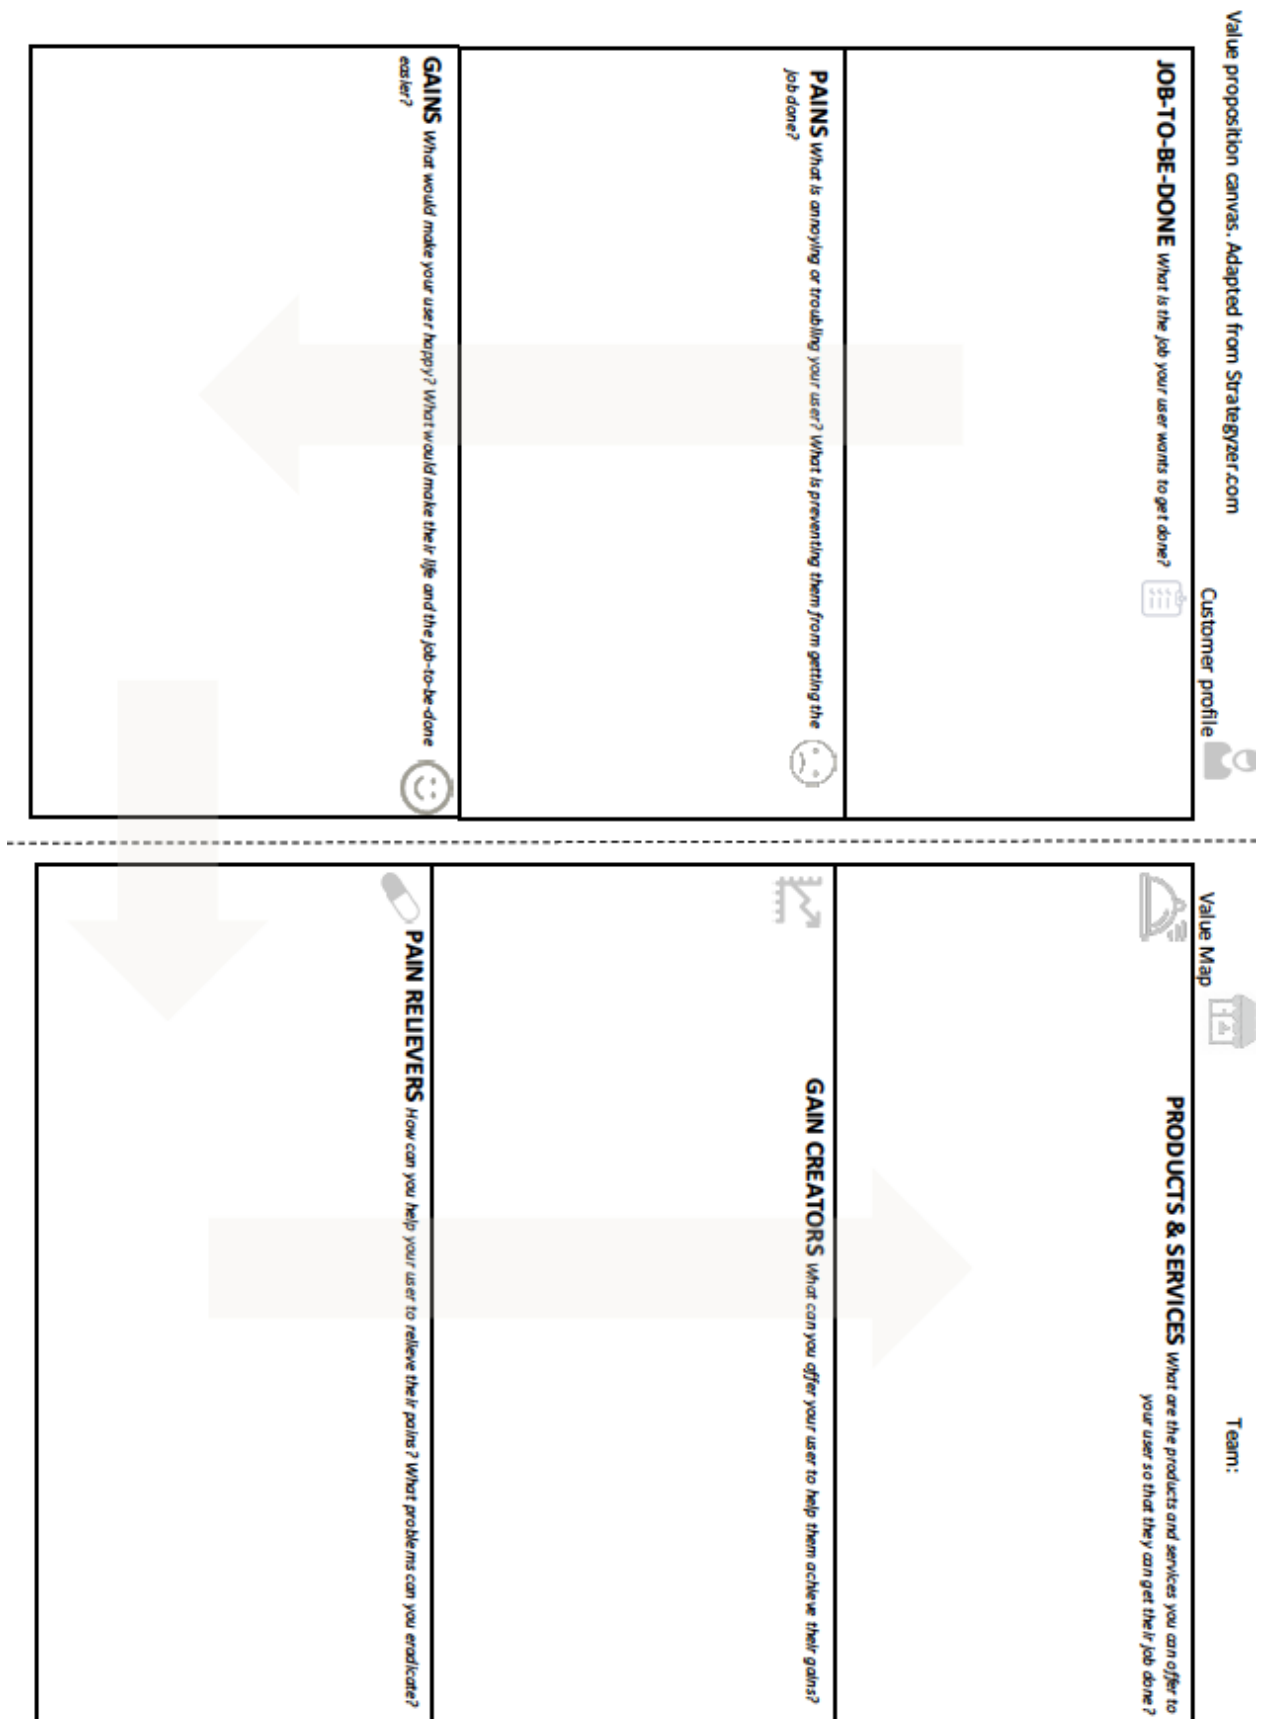 Value proposition canvas. Adapted from Strategyzer.com
Customer profile
Value Map
Team:
JOB-TO-BE-DONE What is the job your user wants to get done?
PAINS What is annoying or troubling your user? What is preventing them from getting the
job done?
GAINS What would make your user happy? What would make their life and the job-to-be-done
easier?
PRODUCTS & SERVICES What are the products and services you can offer to
your user so that they can get their job done?
GAIN CREATORS What can you offer your user to help them achieve their gains?
PAIN RELIEVERS How can you help your user to relieve their pains? What problems can you eradicate?